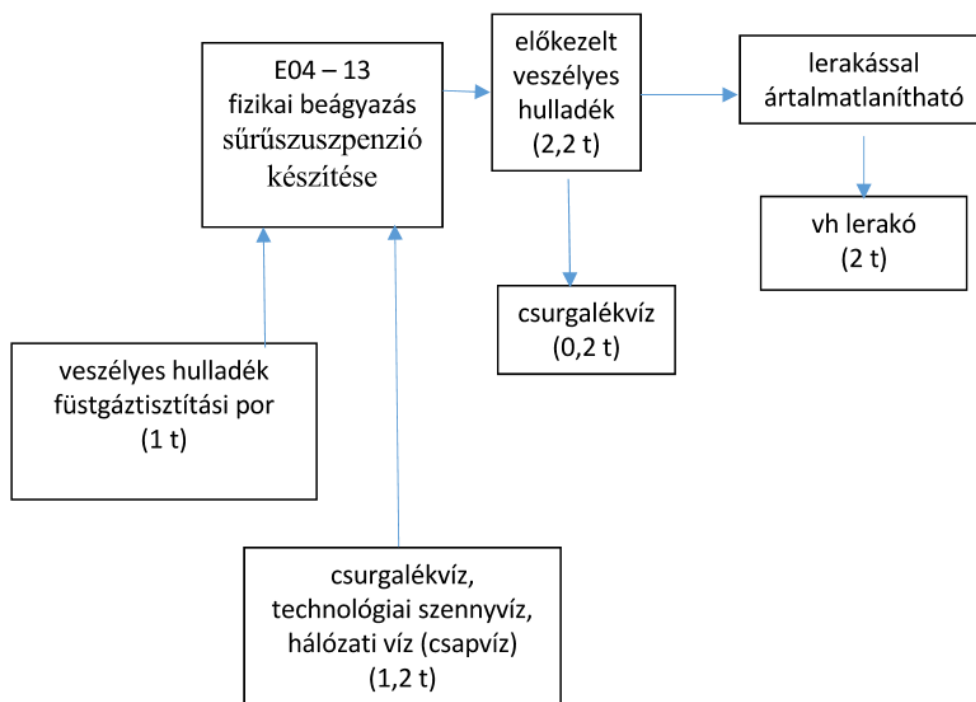 E04 – 13
fizikai beágyazás
sűrűszuszpenzió
készítése
előkezelt
veszélyes
hulladék
(2,2 t)
lerakással
ártalmatlanítható
vh lerakó
(2 t)
csurgalékvíz
(0,2 t)
veszélyes hulladék
füstgáztisztítási por
(1 t)
csurgalékvíz,
technológiai szennyvíz,
hálózati víz (csapvíz)
(1,2 t)